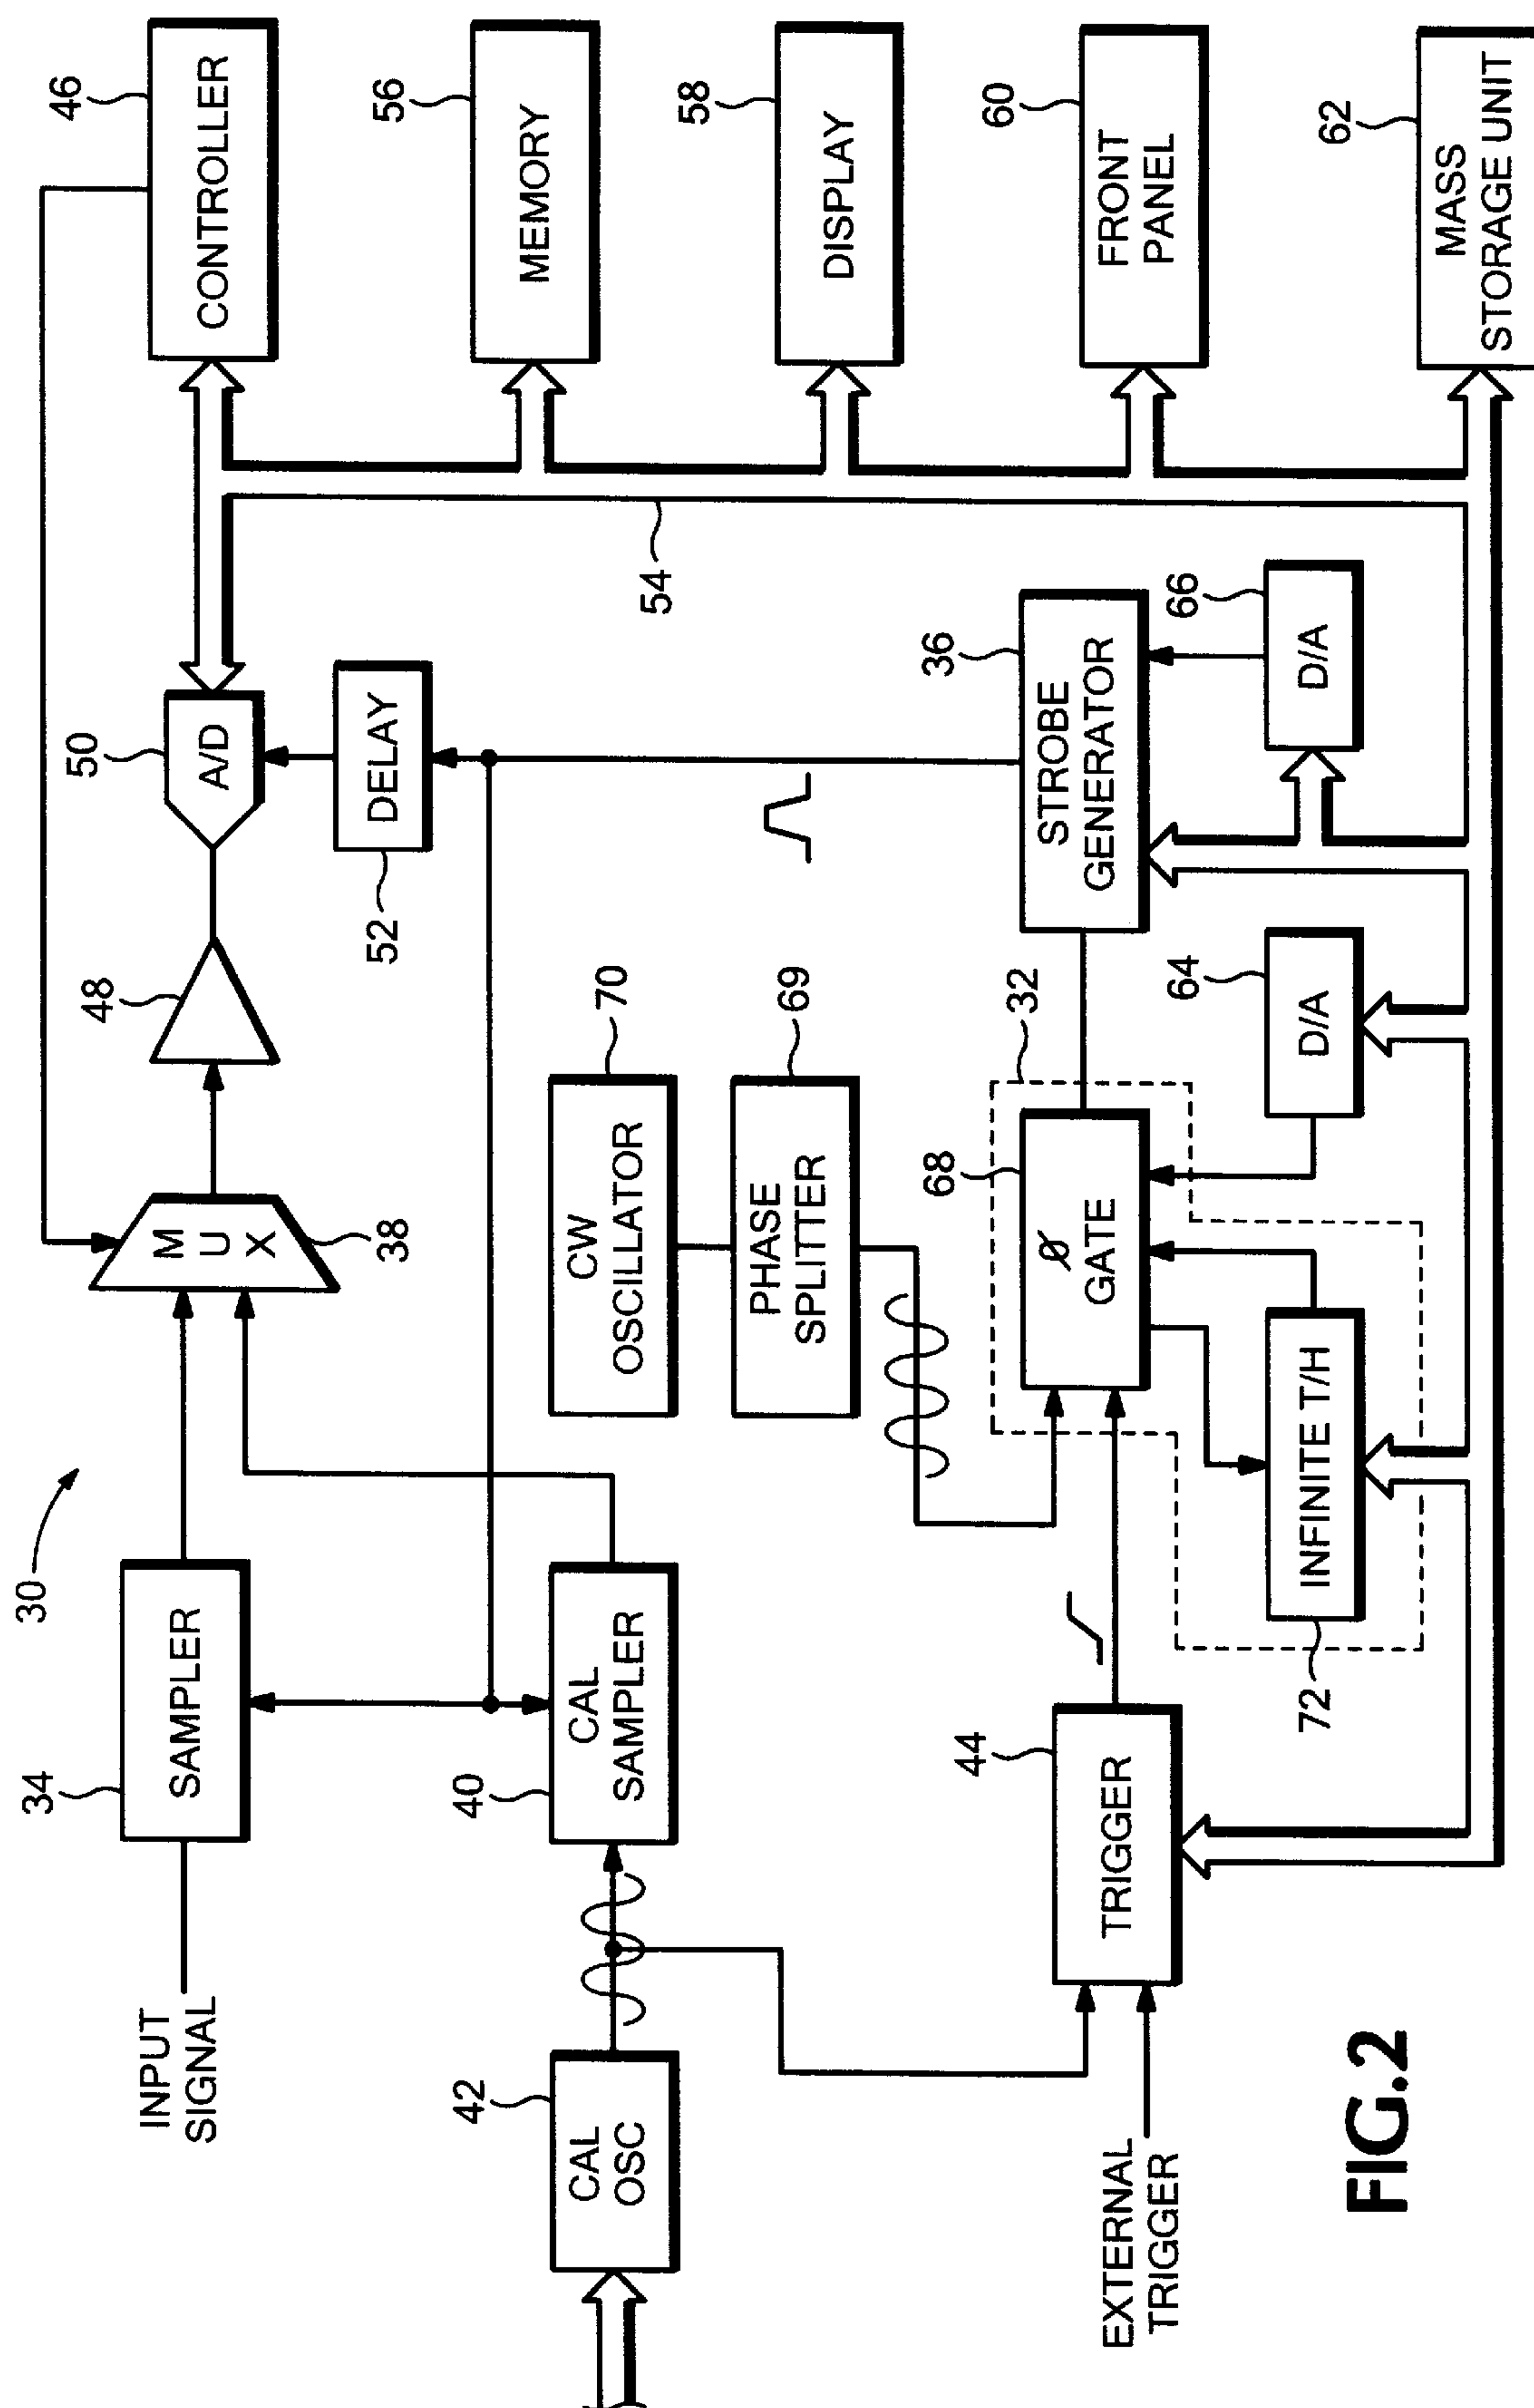 30
INPUT
SIGNAL
34
SAMPLER
M
U
X
38
48
50
A/D
46
CONTROLLER
52
DELAY
56
MEMORY
42
CAL
OSC
40
CAL
SAMPLER
70
CW
OSCILLATOR
69
PHASE
SPLITTER
54
58
DISPLAY
EXTERNAL
TRIGGER
44
TRIGGER
32
68
Ø
GATE
36
STROBE
GENERATOR
60
FRONT
PANEL
72
INFINITE T/H
64
D/A
66
D/A
62
MASS
STORAGE UNIT
FIG.2